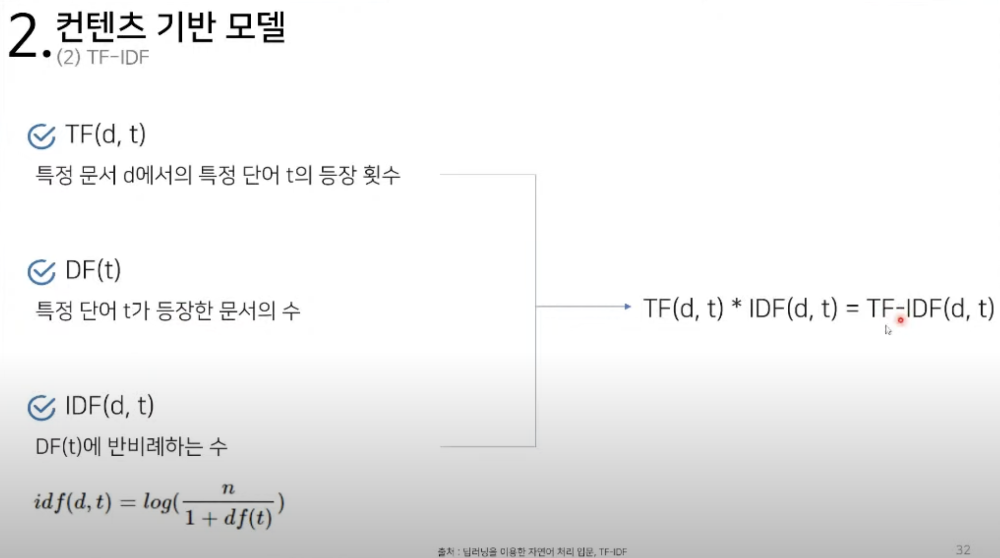 2. 컨텐츠 기반 모델
(2) TF-IDF
TF(d, t)
특정 문서 d에서의 특정 단어 t의 등장 횟수
DF(t)
특정 단어 t가 등장한 문서의 수
TF(d, t) * IDF(d, t) = TF-IDF(d, t)
IDF(d, t)
DF(t)에 반비례하는 수
idf(d, t) = log(n / (1 + df(t)))
출처 : 딥러닝을 이용한 자연어 처리 입문, TF-IDF
32